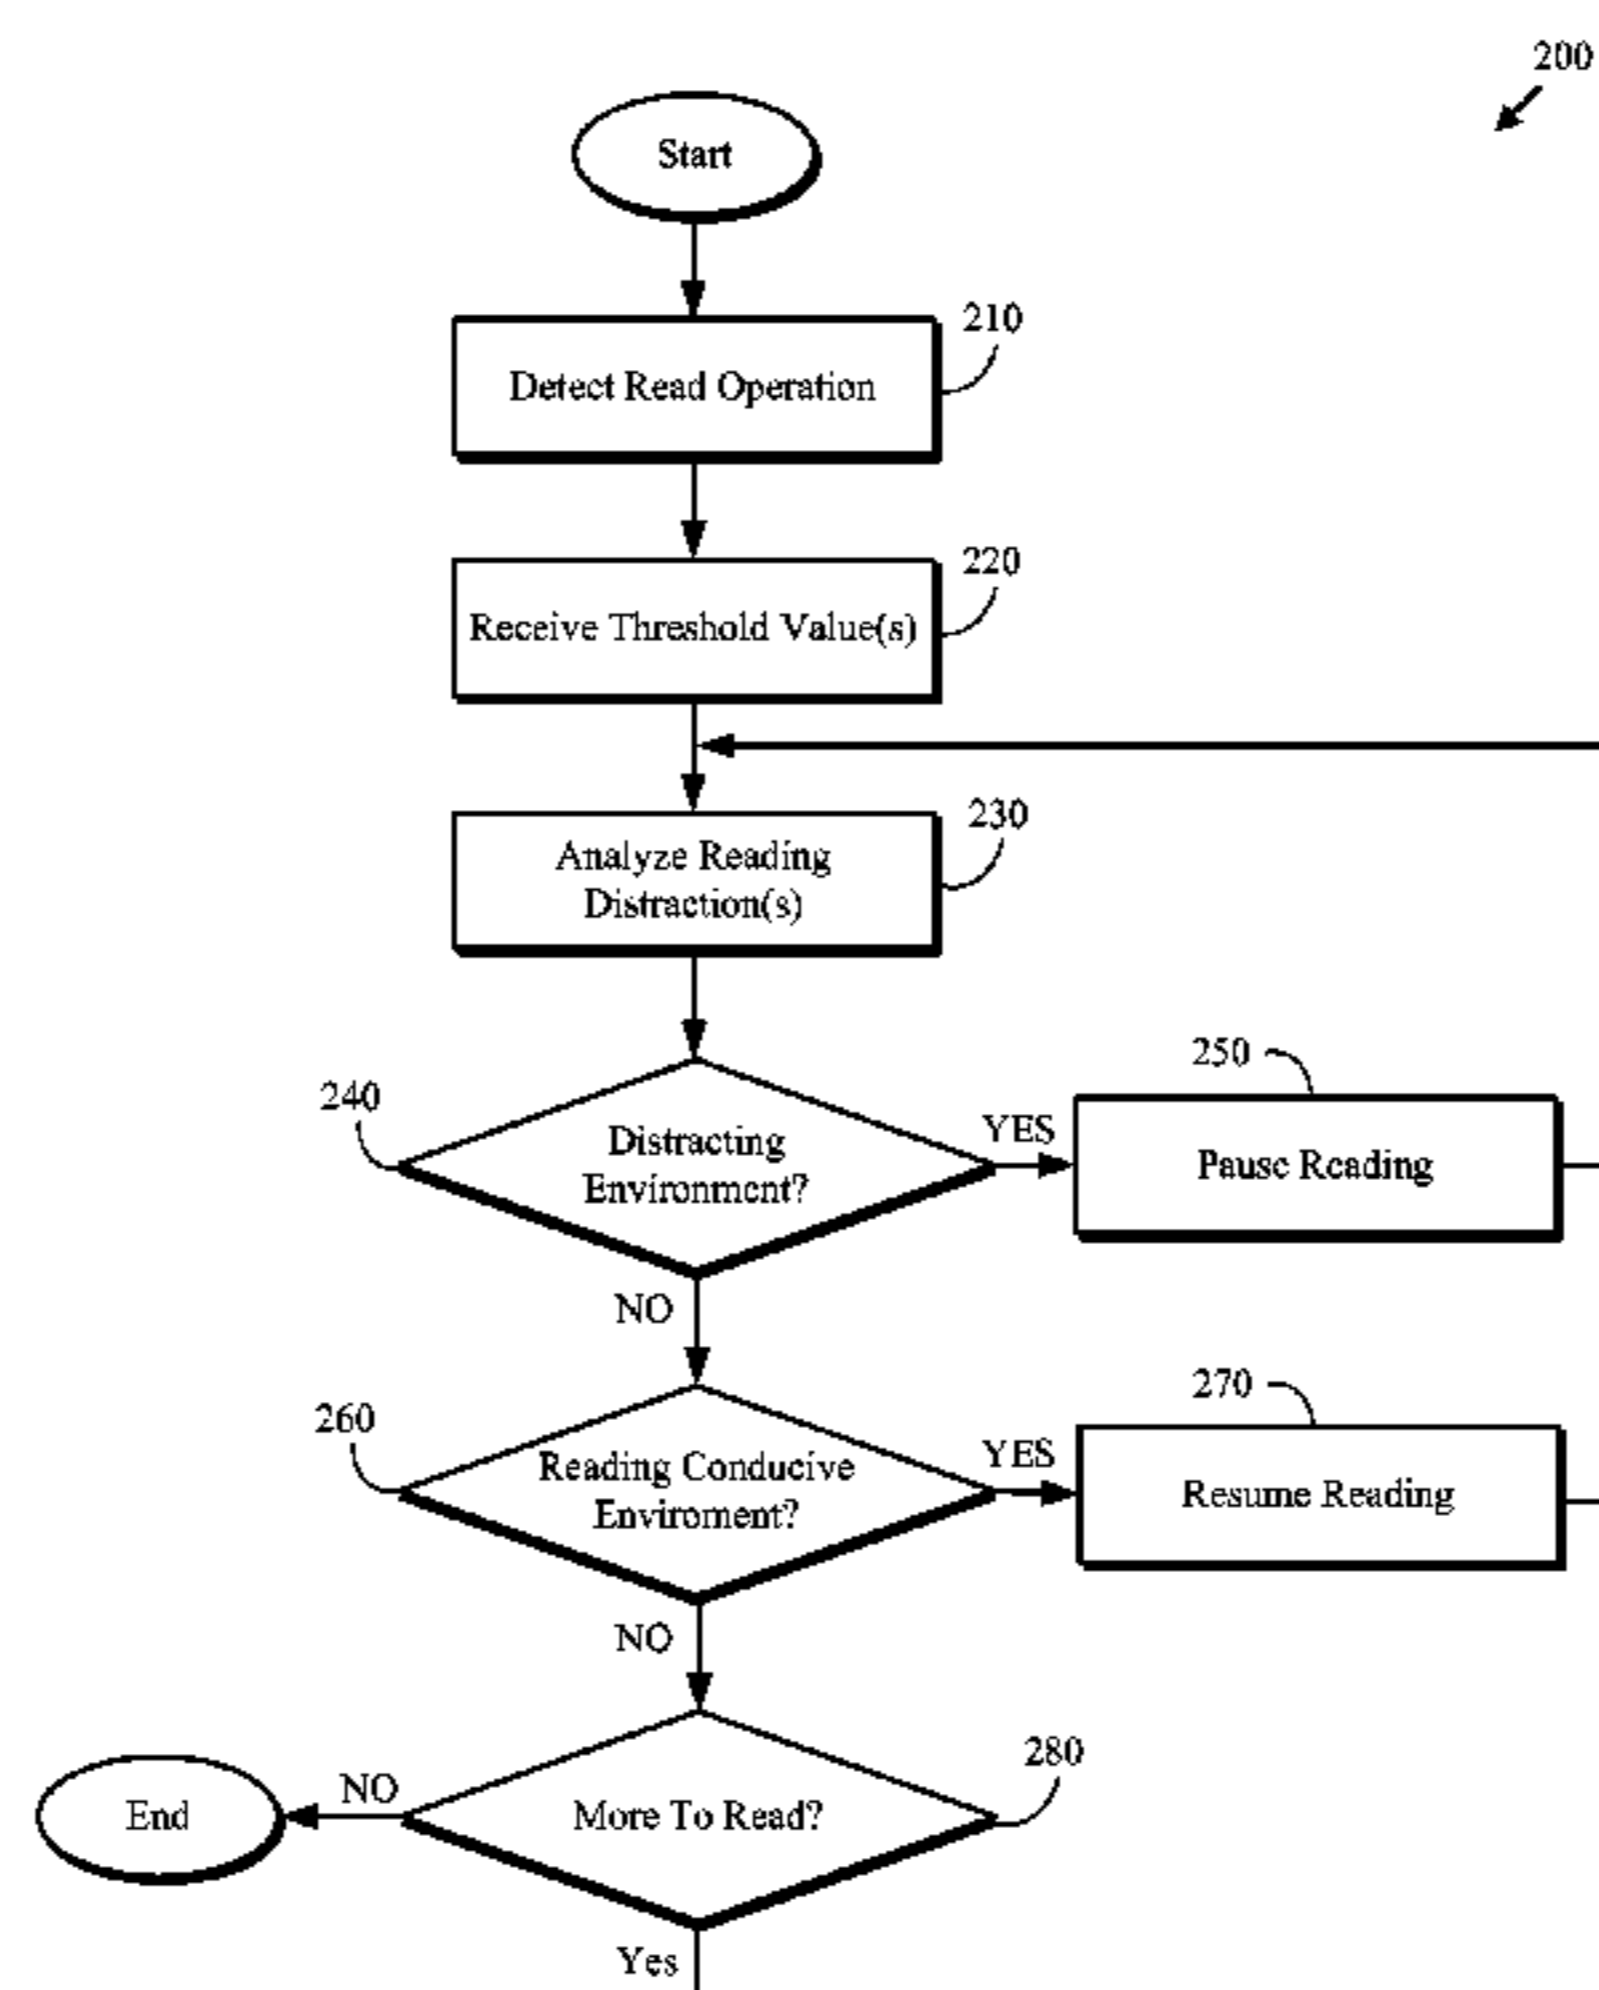 200
Start
210
Detect Read Operation
220
Receive Threshold Value(s)
230
Analyze Reading
Distraction(s)
240
Distracting
Environment?
YES
250
Pause Reading
NO
260
Reading Conducive
Enviroment?
YES
270
Resume Reading
NO
280
More To Read?
NO
End
Yes